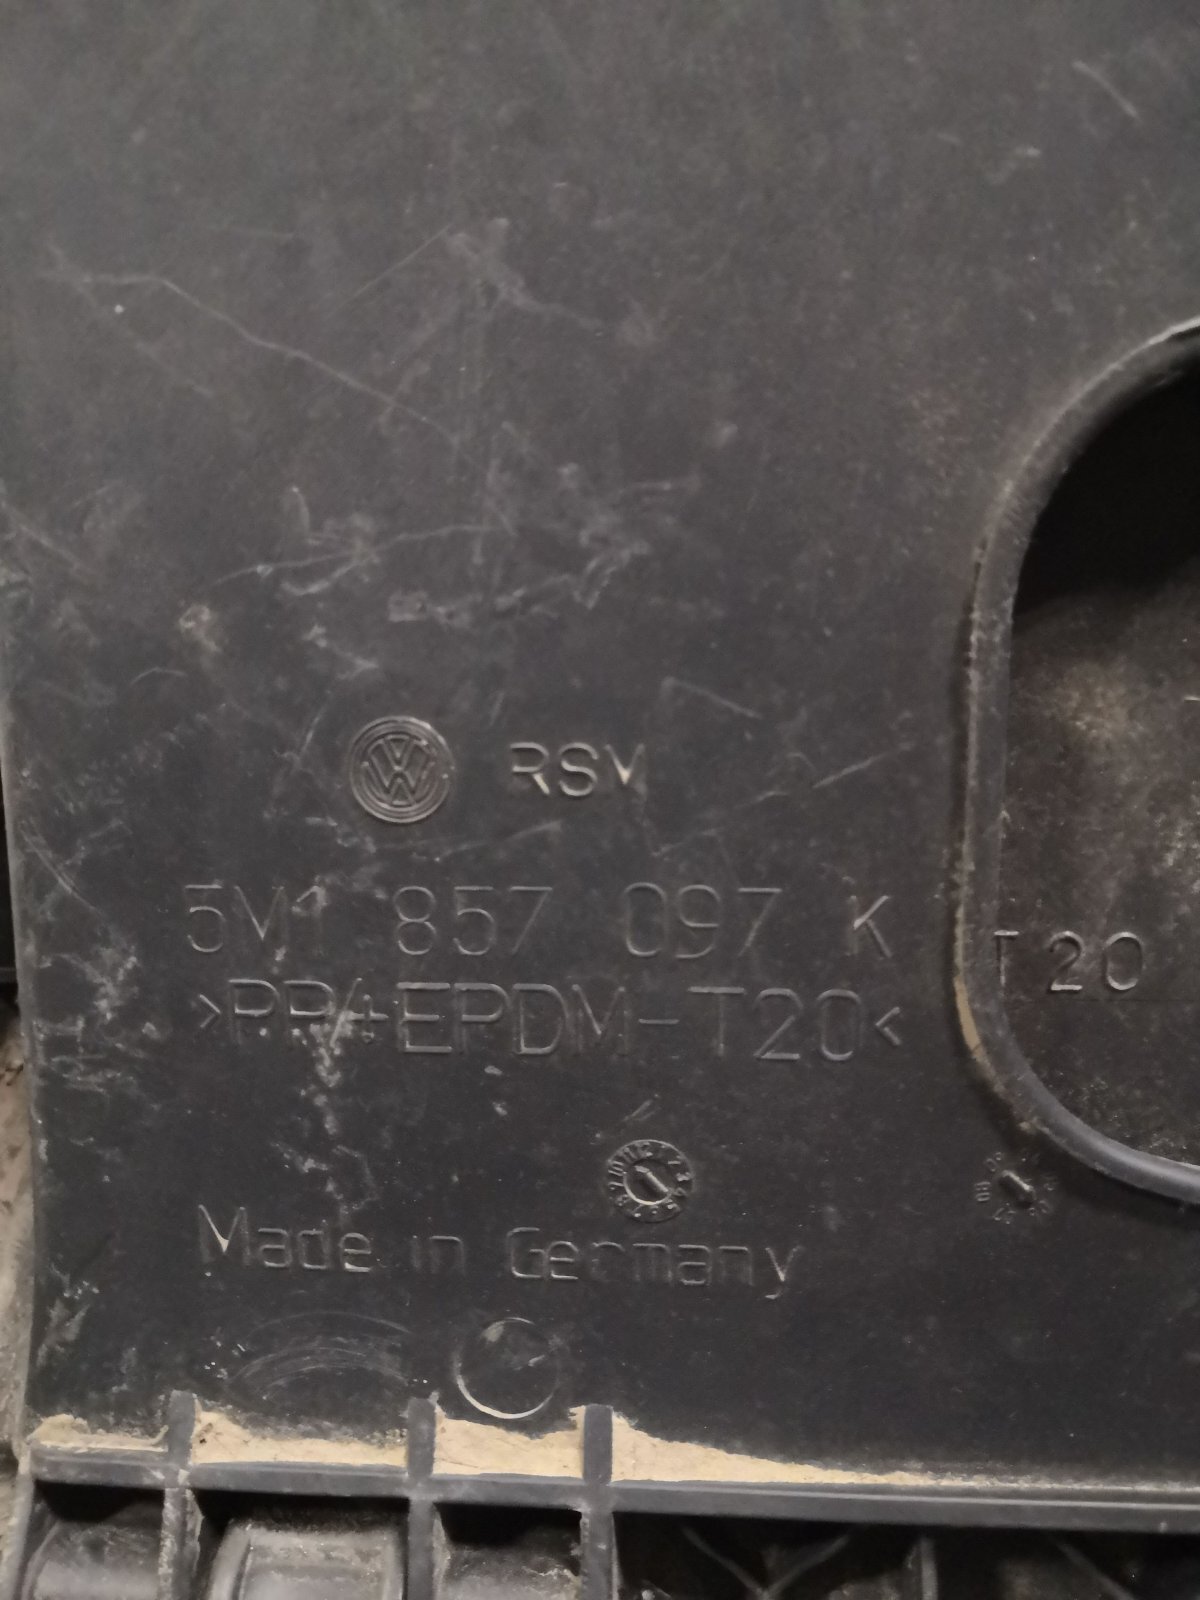 RSM
5M1 857 097 K
>PP+EPDM-T20<
T20
Made in Germany